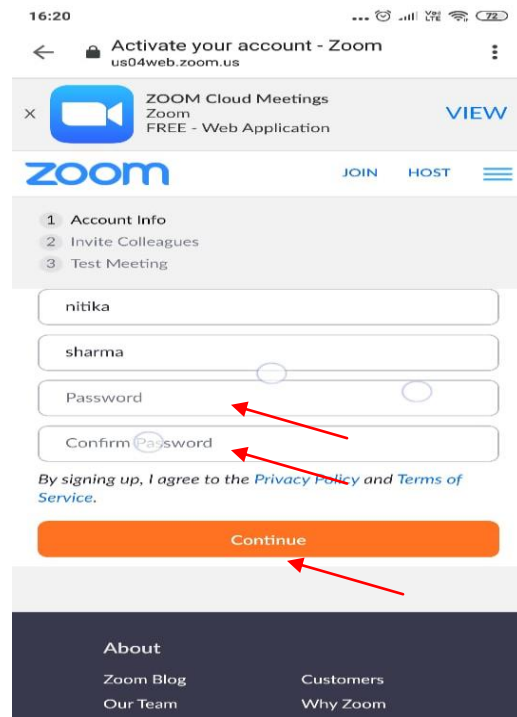 16:20
72
Activate your account - Zoom
us04web.zoom.us
ZOOM Cloud Meetings
Zoom
FREE - Web Application
VIEW
zoom
JOIN HOST
1 Account Info
2 Invite Colleagues
3 Test Meeting
nitika
sharma
Password
Confirm Password
By signing up, I agree to the Privacy Policy and Terms of
Service.
Continue
About
Zoom Blog Customers
Our Team Why Zoom